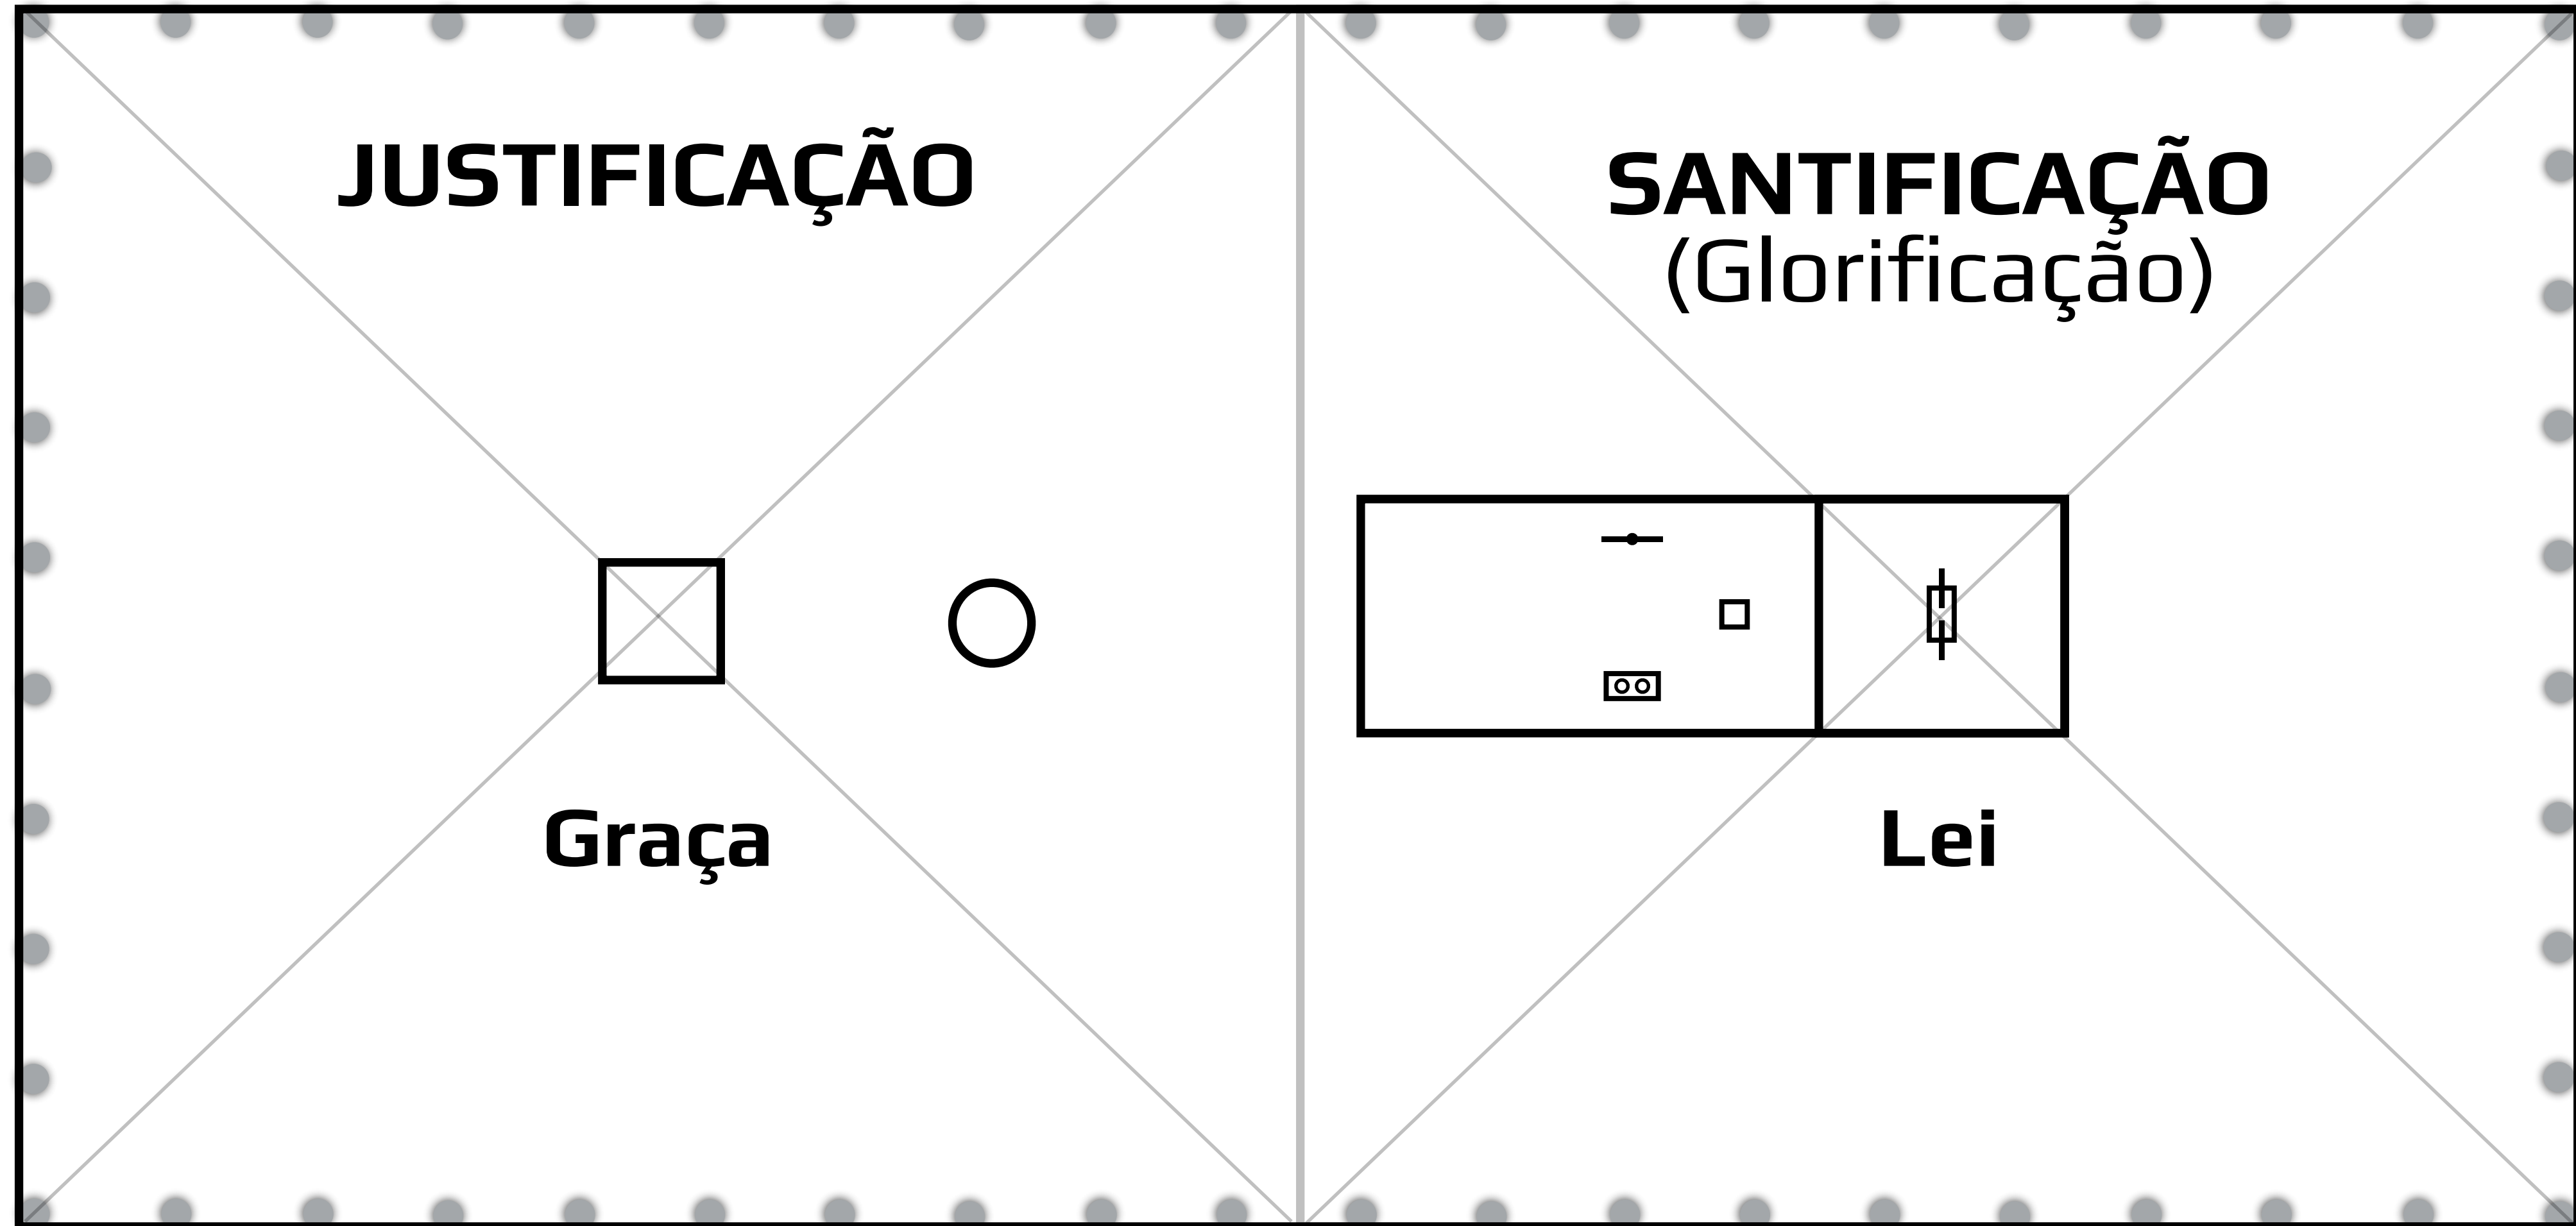 JUSTIFICAÇÃO
SANTIFICAÇÃO
(Glorificação)
Graça
Lei